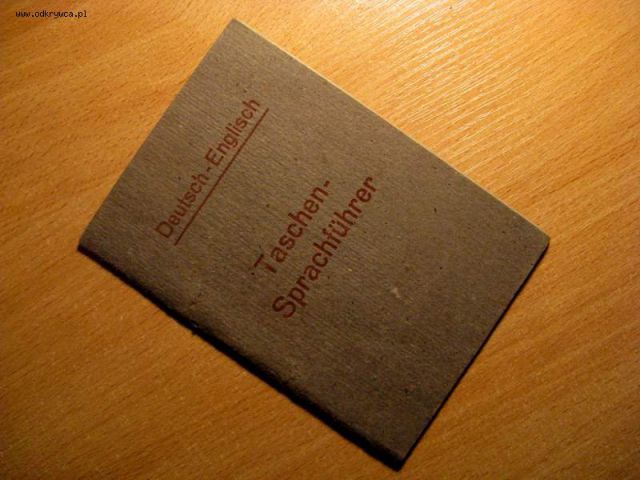 www.odkrywca.pl
Deutsch-Englisch
Taschen-
Sprachführer